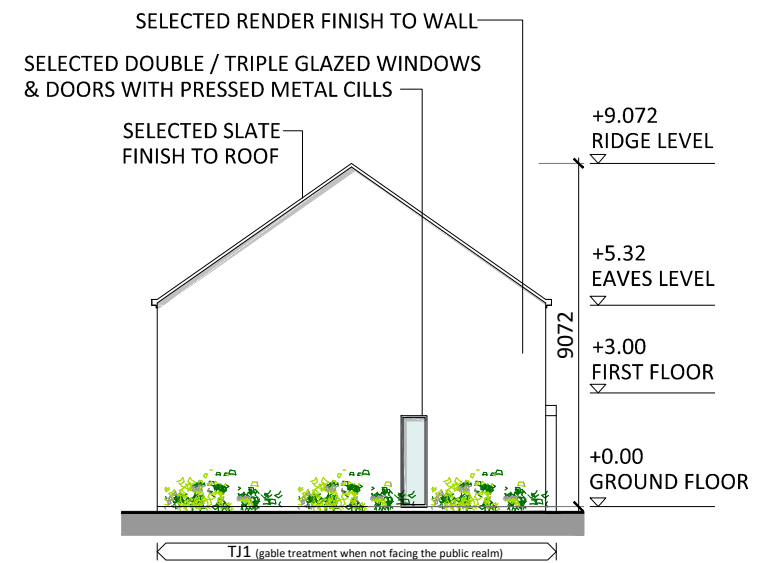 SELECTED RENDER FINISH TO WALL
SELECTED DOUBLE / TRIPLE GLAZED WINDOWS
& DOORS WITH PRESSED METAL CILLS
SELECTED SLATE
FINISH TO ROOF
+9.072
RIDGE LEVEL
+5.32
EAVES LEVEL
9072
+3.00
FIRST FLOOR
+0.00
GROUND FLOOR
TJ1 (gable treatment when not facing the public realm)